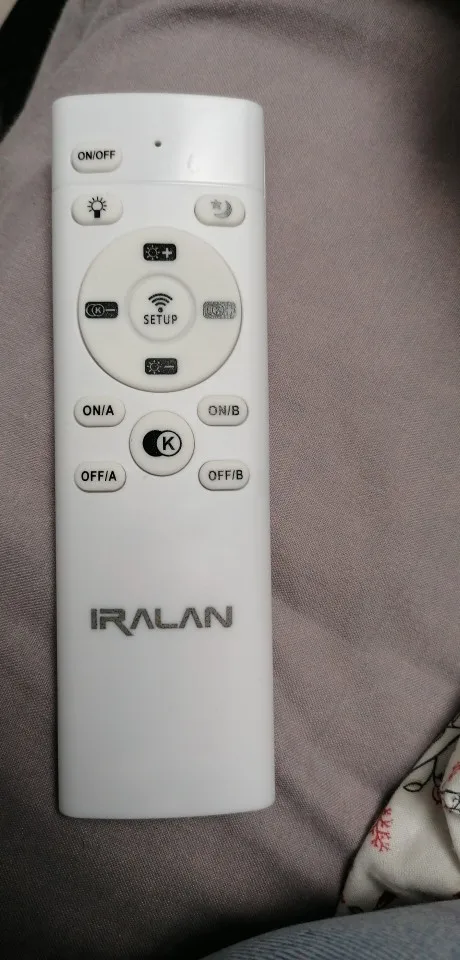 ON/OFF
+
SETUP
K-
-
ON/A
ON/B
K
OFF/A
OFF/B
IRALAN